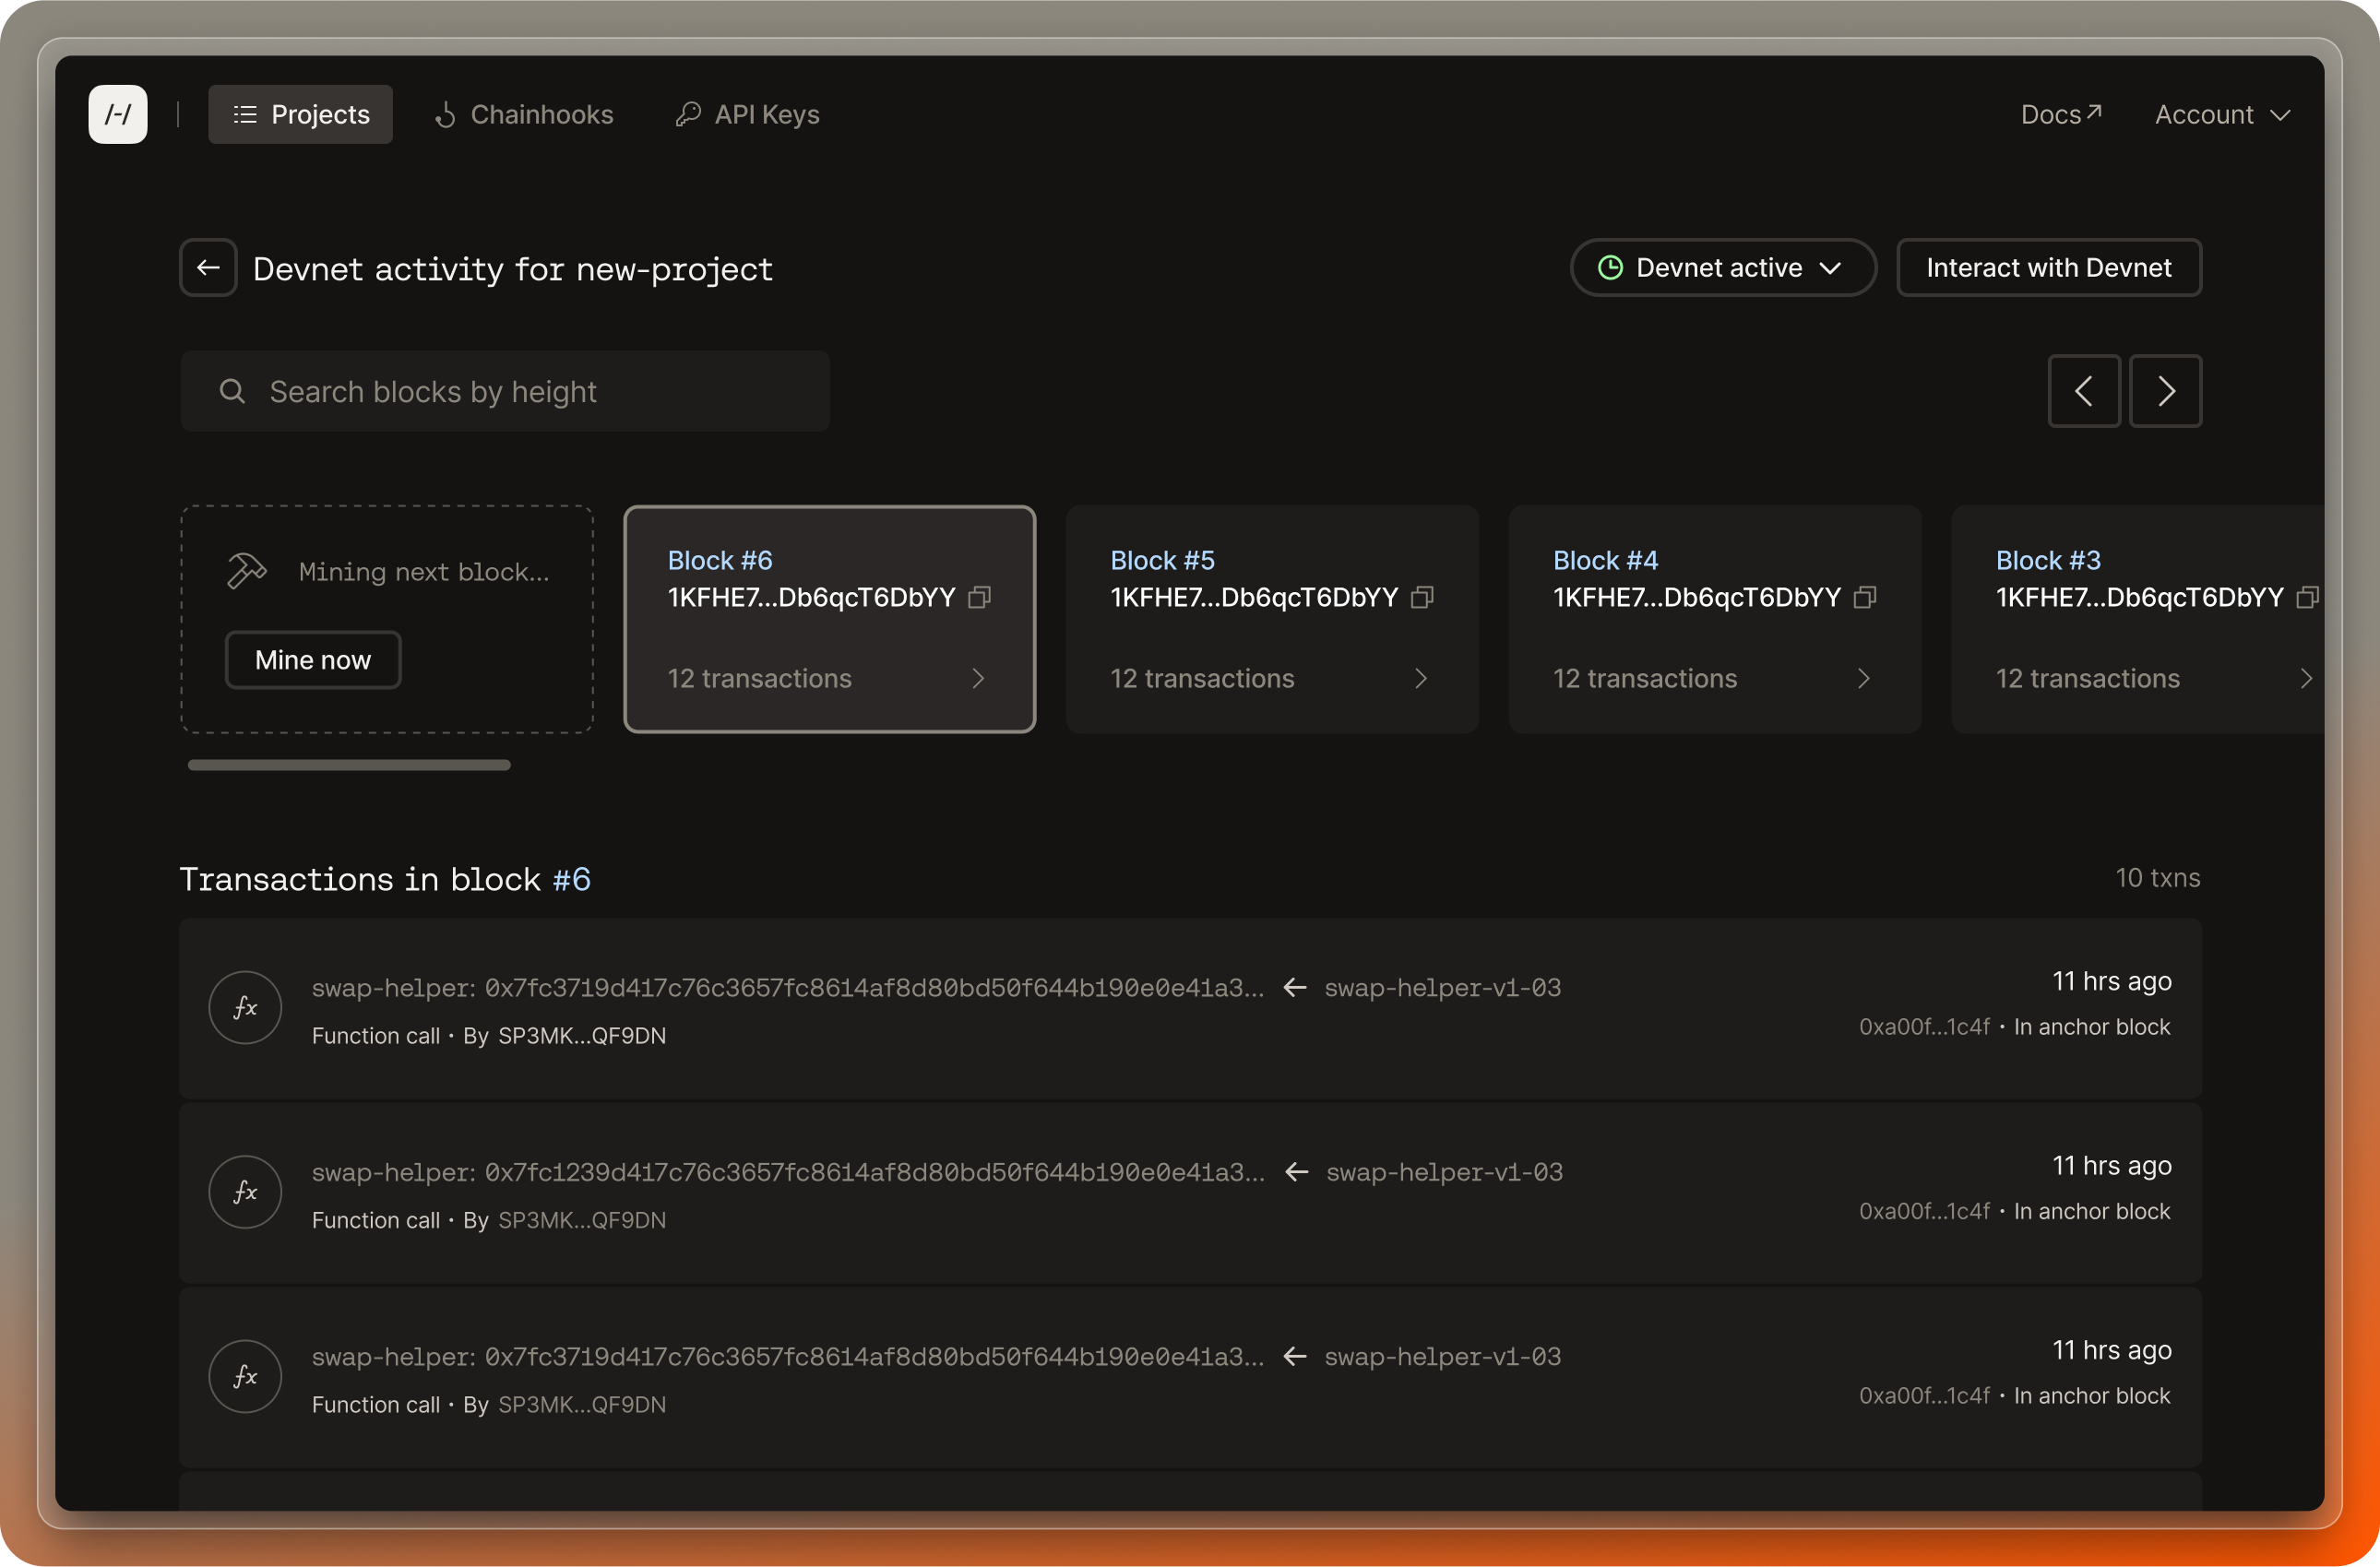 /-/ Projects Chainhooks API Keys Docs Account
Devnet activity for new-project Devnet active Interact with Devnet
Search blocks by height
Mining next block...
Mine now
Block #6
1KFHE7...Db6qcT6DbYY
12 transactions
Block #5
1KFHE7...Db6qcT6DbYY
12 transactions
Block #4
1KFHE7...Db6qcT6DbYY
12 transactions
Block #3
1KFHE7...Db6qcT6DbYY
12 transactions
Transactions in block #6 10 txns
fx
swap-helper: 0x7fc3719d417c76c3657fc8614af8d80bd50f644b190e0e41a3... ← swap-helper-v1-03
Function call · By SP3MK...QF9DN
11 hrs ago
0xa00f...1c4f · In anchor block
fx
swap-helper: 0x7fc1239d417c76c3657fc8614af8d80bd50f644b190e0e41a3... ← swap-helper-v1-03
Function call · By SP3MK...QF9DN
11 hrs ago
0xa00f...1c4f · In anchor block
fx
swap-helper: 0x7fc3719d417c76c3657fc8614af8d80bd50f644b190e0e41a3... ← swap-helper-v1-03
Function call · By SP3MK...QF9DN
11 hrs ago
0xa00f...1c4f · In anchor block